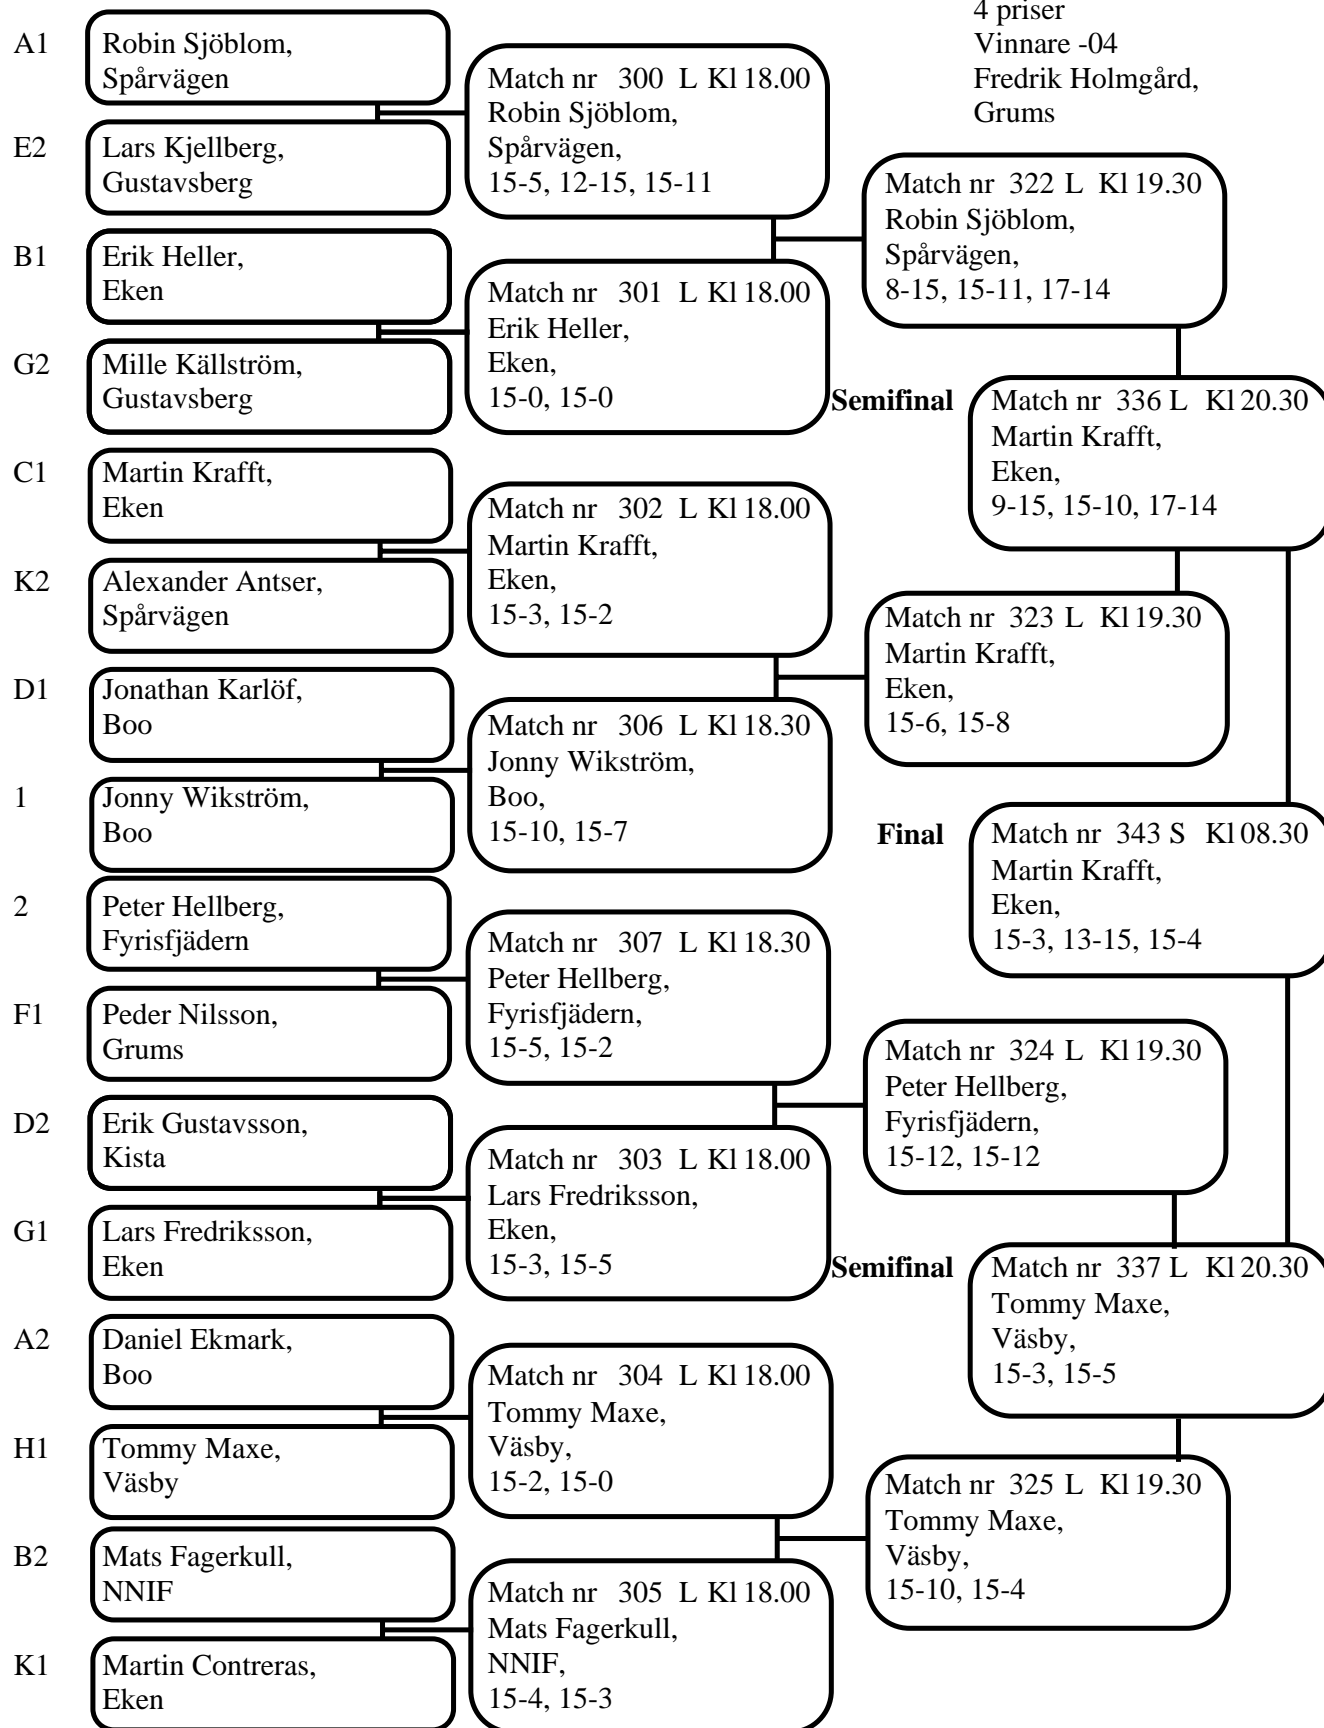 4 priser
Vinnare -04
Fredrik Holmgård,
Grums
A1
Robin Sjöblom,
Spårvägen
E2
Lars Kjellberg,
Gustavsberg
B1
Erik Heller,
Eken
G2
Mille Källström,
Gustavsberg
C1
Martin Krafft,
Eken
K2
Alexander Antser,
Spårvägen
D1
Jonathan Karlöf,
Boo
1
Jonny Wikström,
Boo
2
Peter Hellberg,
Fyrisfjädern
F1
Peder Nilsson,
Grums
D2
Erik Gustavsson,
Kista
G1
Lars Fredriksson,
Eken
A2
Daniel Ekmark,
Boo
H1
Tommy Maxe,
Väsby
B2
Mats Fagerkull,
NNIF
K1
Martin Contreras,
Eken
Match nr 300 L Kl 18.00
Robin Sjöblom,
Spårvägen,
15-5, 12-15, 15-11
Match nr 301 L Kl 18.00
Erik Heller,
Eken,
15-0, 15-0
Match nr 302 L Kl 18.00
Martin Krafft,
Eken,
15-3, 15-2
Match nr 306 L Kl 18.30
Jonny Wikström,
Boo,
15-10, 15-7
Match nr 307 L Kl 18.30
Peter Hellberg,
Fyrisfjädern,
15-5, 15-2
Match nr 303 L Kl 18.00
Lars Fredriksson,
Eken,
15-3, 15-5
Match nr 304 L Kl 18.00
Tommy Maxe,
Väsby,
15-2, 15-0
Match nr 305 L Kl 18.00
Mats Fagerkull,
NNIF,
15-4, 15-3
Match nr 322 L Kl 19.30
Robin Sjöblom,
Spårvägen,
8-15, 15-11, 17-14
Match nr 323 L Kl 19.30
Martin Krafft,
Eken,
15-6, 15-8
Match nr 324 L Kl 19.30
Peter Hellberg,
Fyrisfjädern,
15-12, 15-12
Match nr 325 L Kl 19.30
Tommy Maxe,
Väsby,
15-10, 15-4
Semifinal
Match nr 336 L Kl 20.30
Martin Krafft,
Eken,
9-15, 15-10, 17-14
Final
Match nr 343 S Kl 08.30
Martin Krafft,
Eken,
15-3, 13-15, 15-4
Semifinal
Match nr 337 L Kl 20.30
Tommy Maxe,
Väsby,
15-3, 15-5